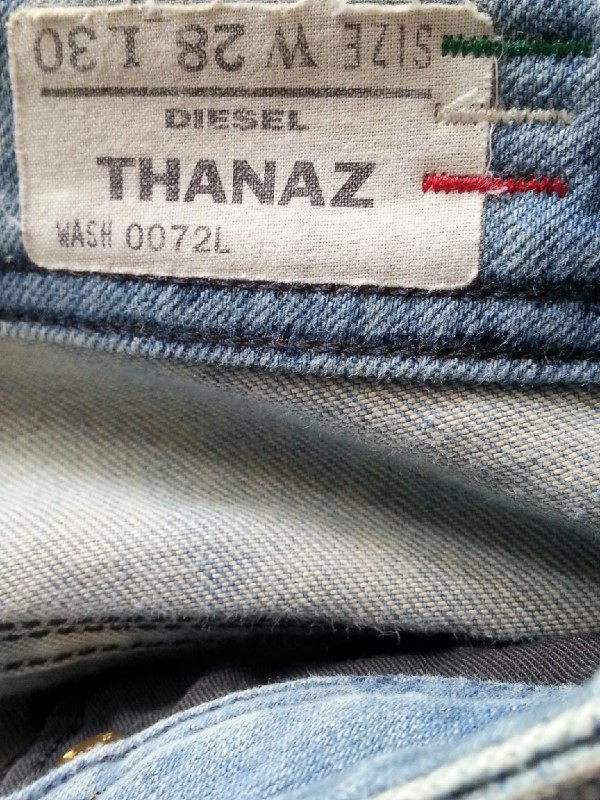 SIZE W 28 L 30
DIESEL
THANAZ
WASH 0072L